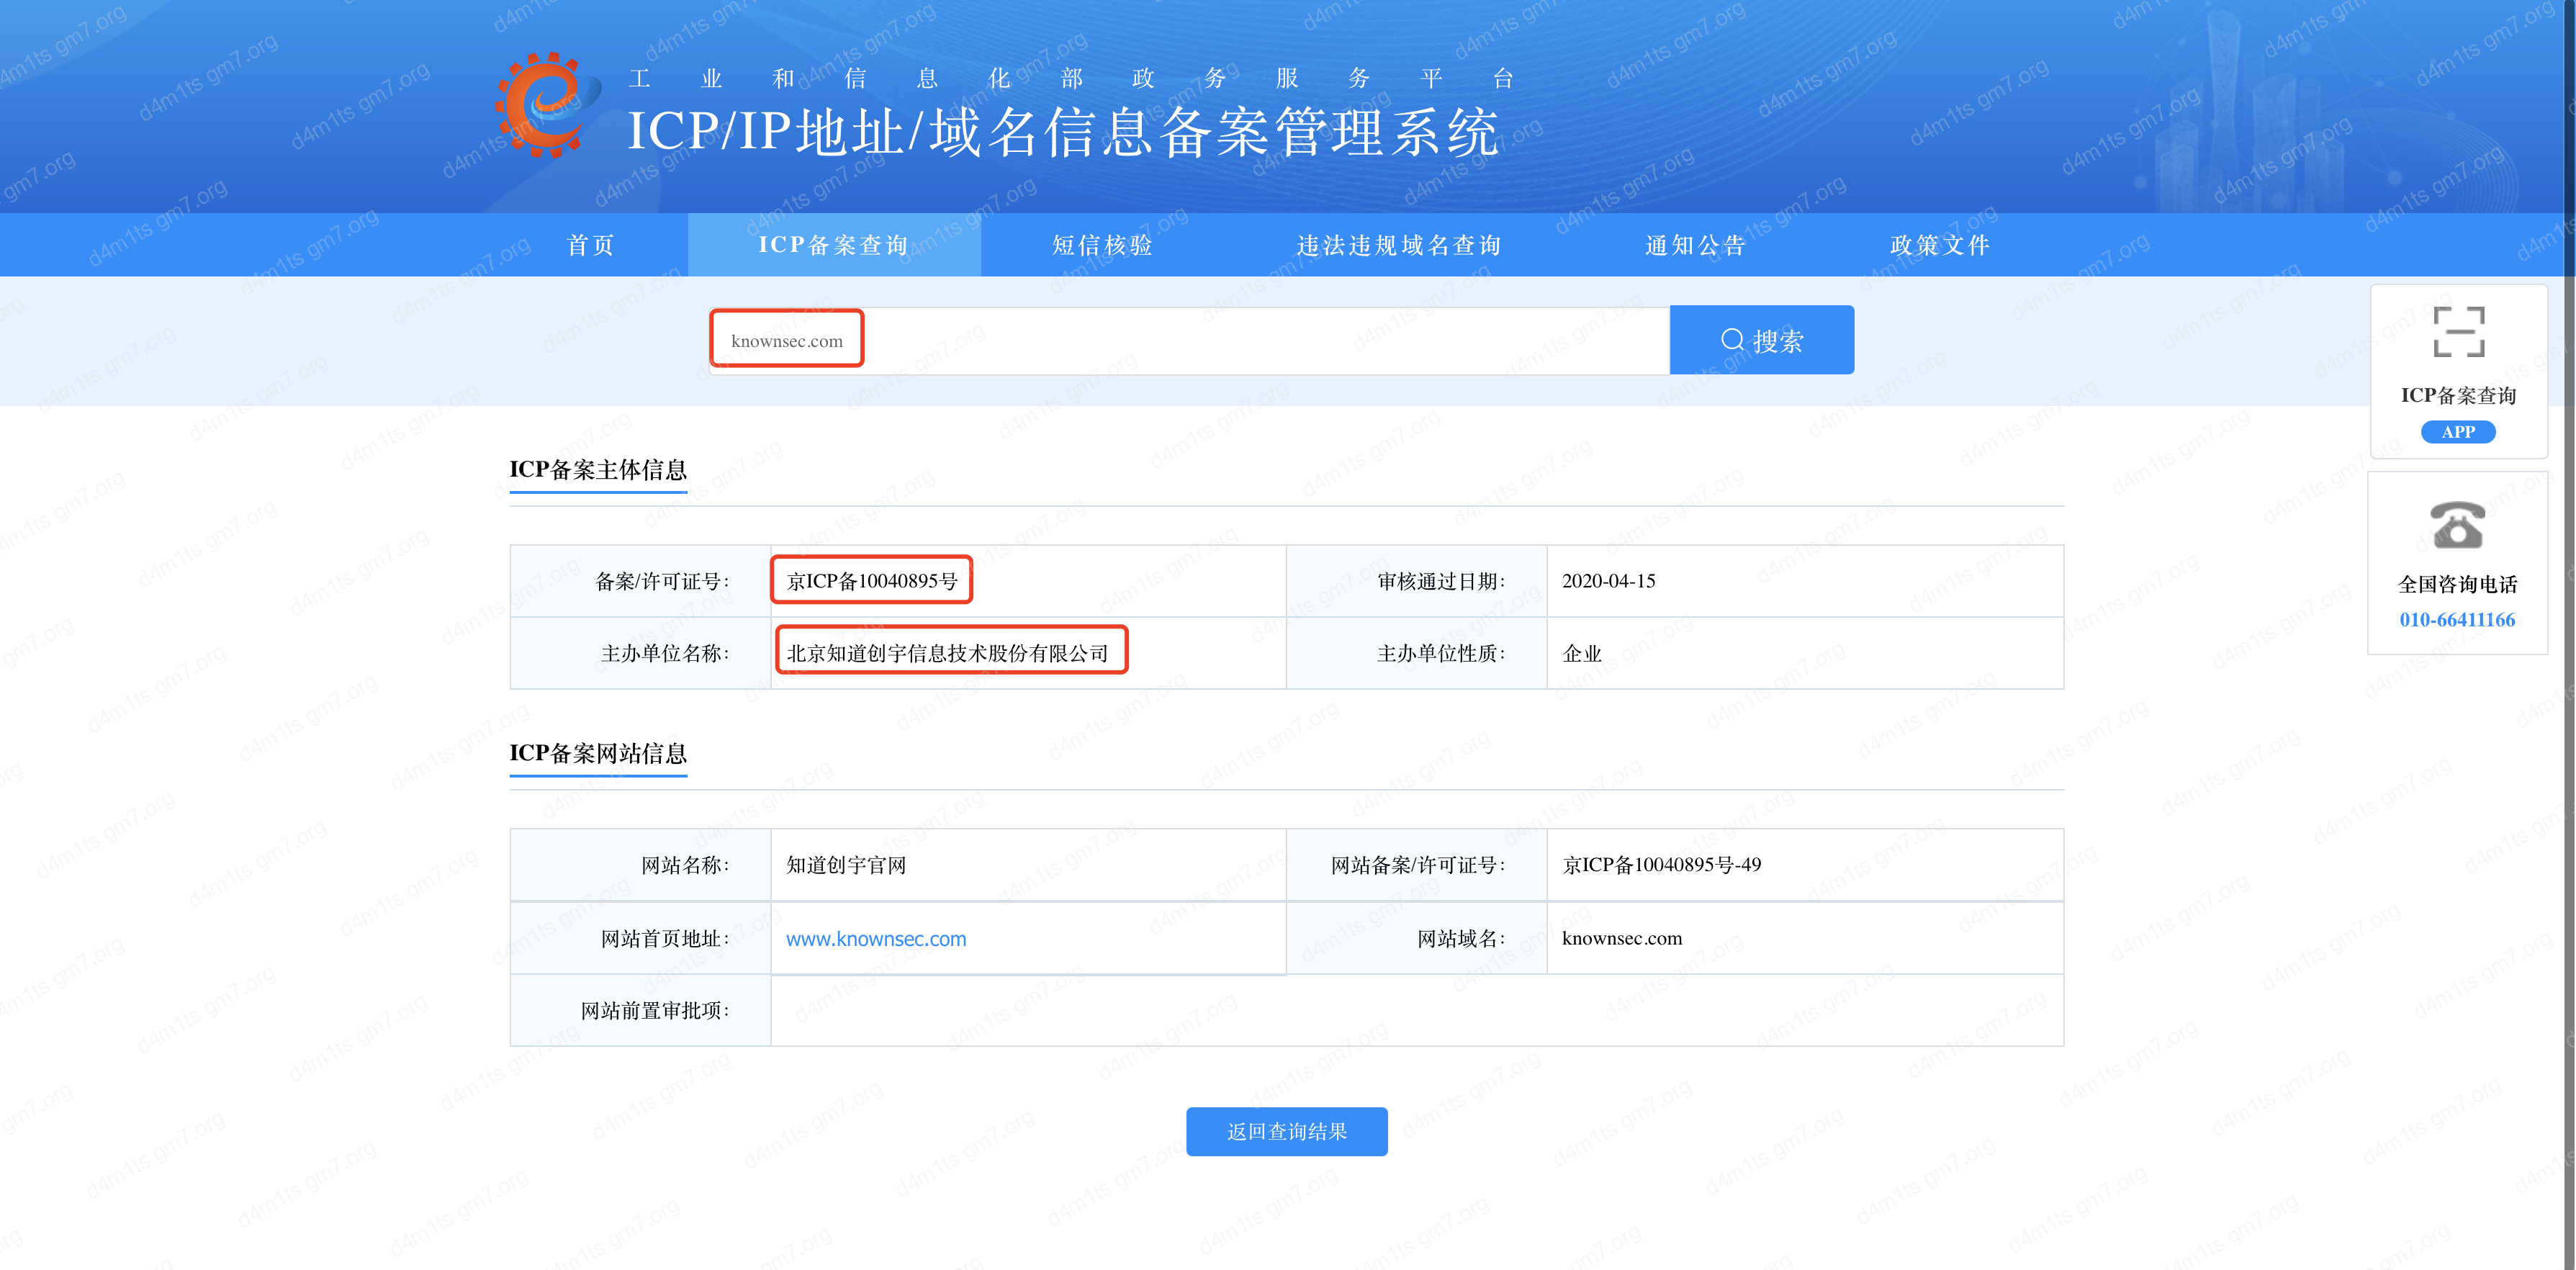 工业和信息化部政务服务平台
ICP/IP地址/域名信息备案管理系统
首页 ICP备案查询 短信核验 违法违规域名查询 通知公告 政策文件
knownsec.com 搜索
ICP备案查询
APP
全国咨询电话
010-66411166
ICP备案主体信息
备案/许可证号: 京ICP备10040895号 审核通过日期: 2020-04-15
主办单位名称: 北京知道创宇信息技术股份有限公司 主办单位性质: 企业
ICP备案网站信息
网站名称: 知道创宇官网 网站备案/许可证号: 京ICP备10040895号-49
网站首页地址: www.knownsec.com 网站域名: knownsec.com
网站前置审批项:
返回查询结果
d4m1ts gm7.org